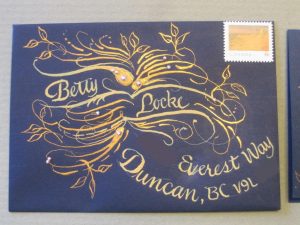 Betty
Locke
Everest Way
Duncan, BC V9L